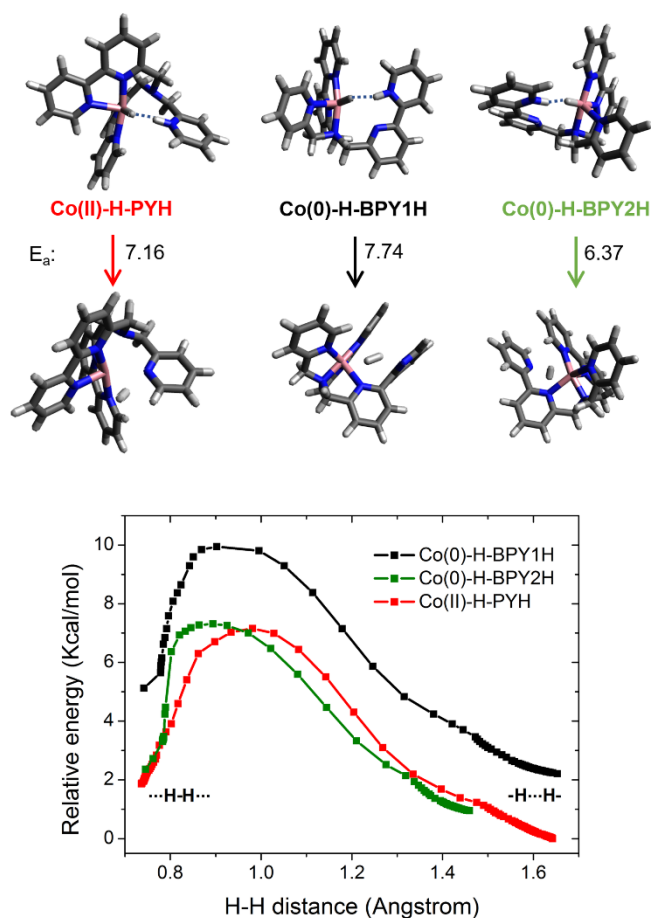 Co(II)-H-PYH Co(0)-H-BPY1H Co(0)-H-BPY2H
Eₐ: 7.16 7.74 6.37
10
8
6
4
2
0
Relative energy (Kcal/mol)
Co(0)-H-BPY1H
Co(0)-H-BPY2H
Co(II)-H-PYH
···H-H··· -H···H-
0.8 1.0 1.2 1.4 1.6
H-H distance (Angstrom)